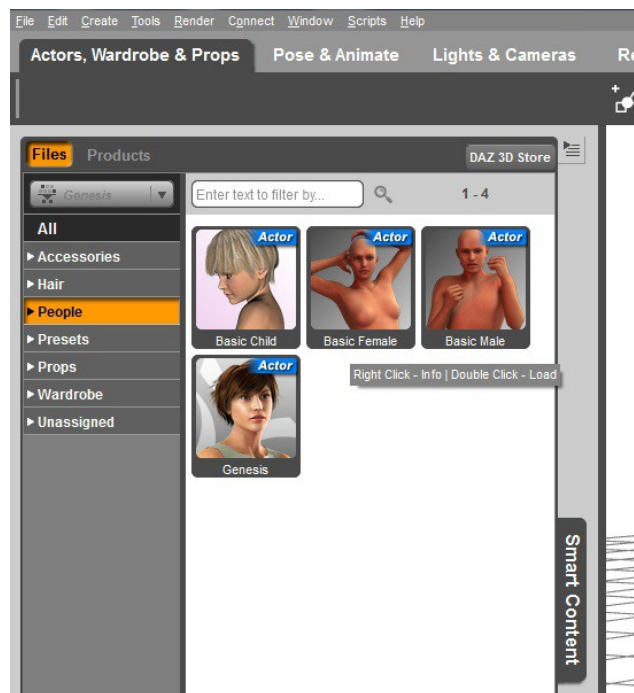 File Edit Create Tools Render Connect Window Scripts Help
Actors, Wardrobe & Props Pose & Animate Lights & Cameras
Files Products DAZ 3D Store
Genesis Enter text to filter by... 1 - 4
All
Accessories
Hair
People
Presets
Props
Wardrobe
Unassigned
Actor Actor Actor
Basic Child Basic Female Basic Male
Right Click - Info | Double Click - Load
Actor
Genesis
Smart Content